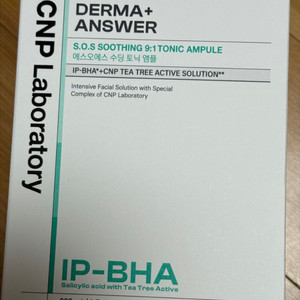 CNP Laboratory
DERMA+
ANSWER
S.O.S SOOTHING 9:1 TONIC AMPULE
에스오에스 수딩 토닉 앰플
IP-BHA*+CNP TEA TREE ACTIVE SOLUTION**
Intensive Facial Solution with Special
Complex of CNP Laboratory
IP-BHA
Salicylic acid with Tea Tree Active